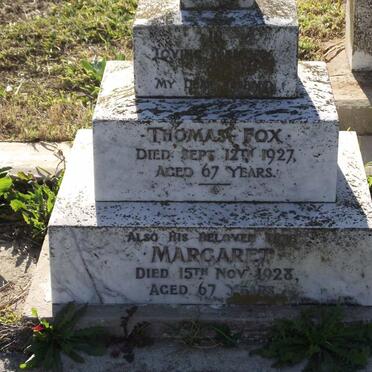 LOVING
MY D
THOMAS FOX
DIED SEPT 12TH 1927,
AGED 67 YEARS.
ALSO HIS BELOVED
MARGARET
DIED 15TH NOV 1928,
AGED 67 YEARS